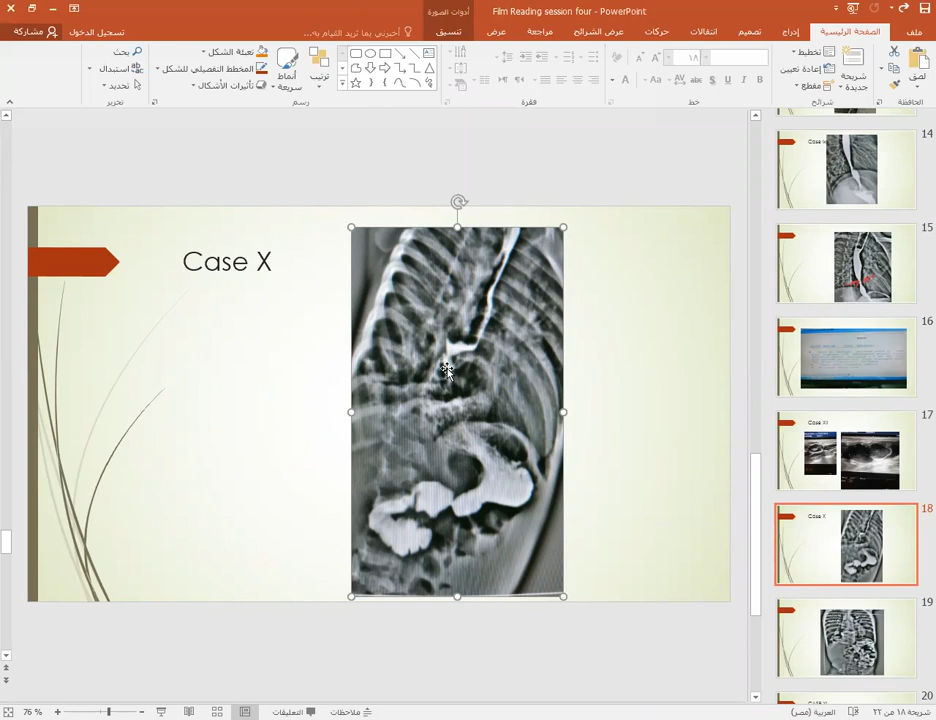 Film Reading session four - PowerPoint
أدوات الصورة
ملف
الصفحة الرئيسية
إدراج
تصميم
انتقالات
حركات
عرض الشرائح
مراجعة
عرض
تنسيق
أخبرني بما تريد القيام به...
تسجيل الدخول
مشاركة
لصق
الحافظة
شريحة
جديدة
تخطيط
إعادة تعيين
مقطع
شرائح
١٨
خط
فقرة
ترتيب
أنماط
سريعة
تعبئة الشكل
المخطط التفصيلي للشكل
تأثيرات الأشكال
رسم
بحث
استبدال
تحديد
تحرير
Case X
14
15
16
17
Case XI
18
Case X
19
20
شريحة ١٨ من ٢٢
العربية (مصر)
ملاحظات
التعليقات
76 %